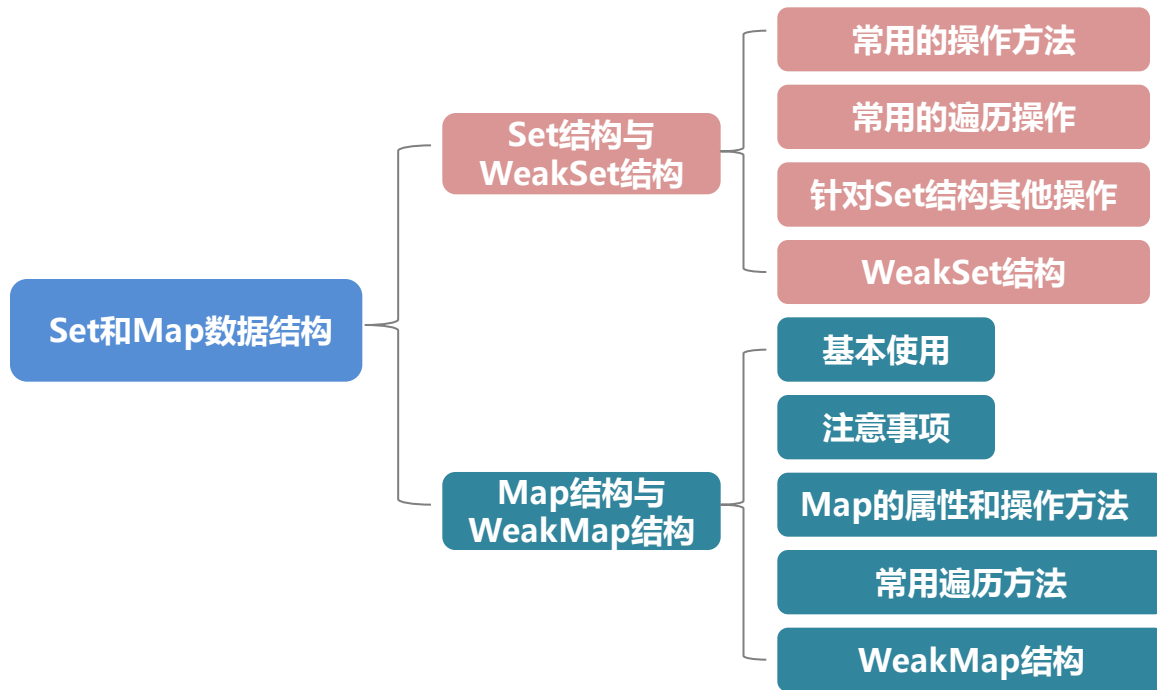 Set和Map数据结构
Set结构与
WeakSet结构
常用的操作方法
常用的遍历操作
针对Set结构其他操作
WeakSet结构
Map结构与
WeakMap结构
基本使用
注意事项
Map的属性和操作方法
常用遍历方法
WeakMap结构